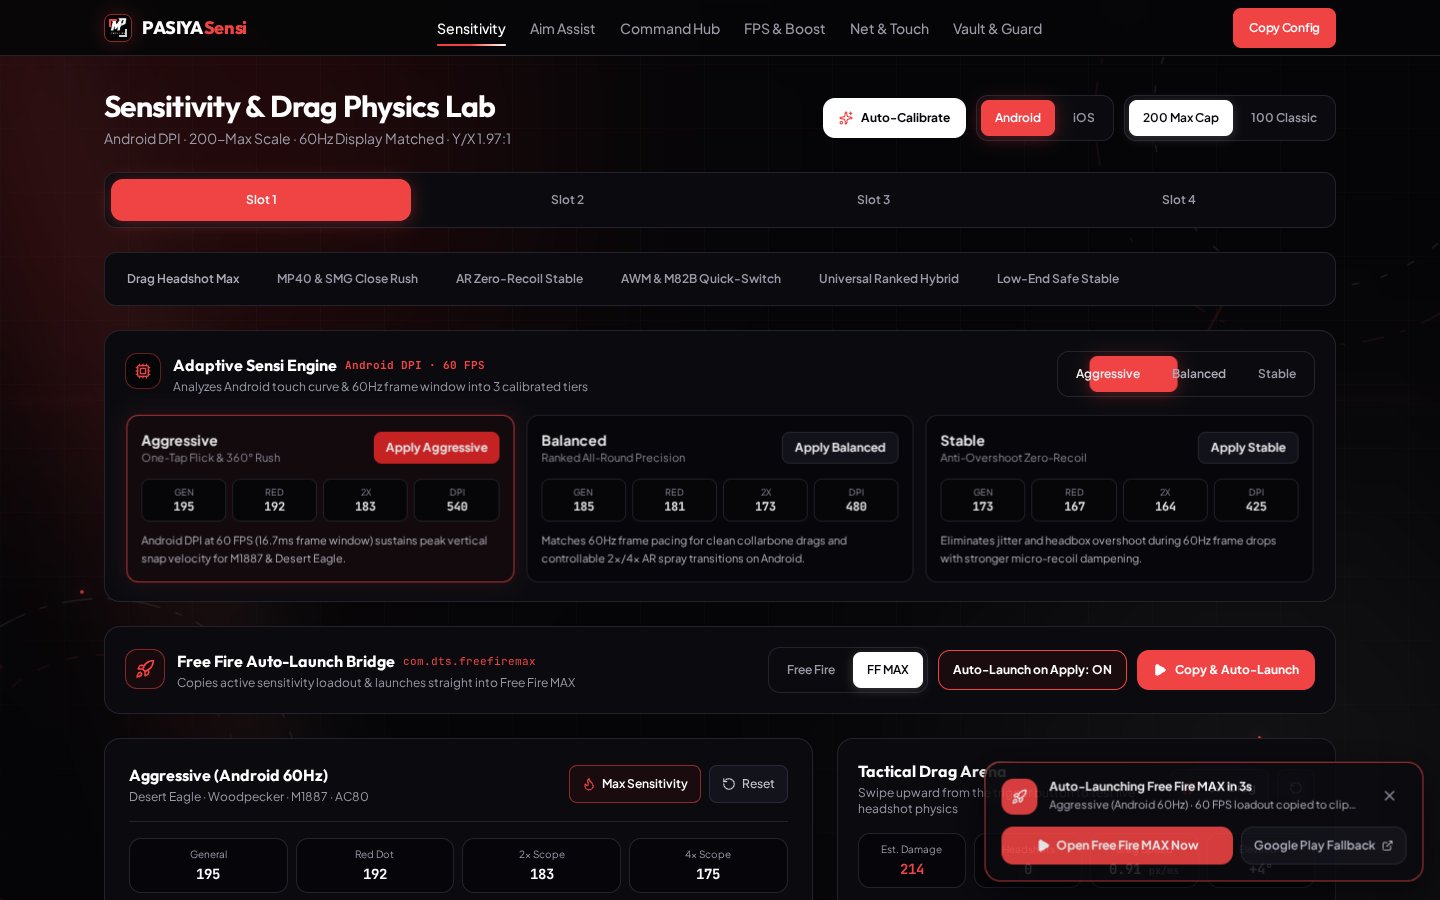 PASIYA Sensi
Sensitivity
Aim Assist
Command Hub
FPS & Boost
Net & Touch
Vault & Guard
Copy Config
Sensitivity & Drag Physics Lab
Android DPI · 200-Max Scale · 60Hz Display Matched · Y/X 1.97:1
Auto-Calibrate
Android
iOS
200 Max Cap
100 Classic
Slot 1
Slot 2
Slot 3
Slot 4
Drag Headshot Max
MP40 & SMG Close Rush
AR Zero-Recoil Stable
AWM & M82B Quick-Switch
Universal Ranked Hybrid
Low-End Safe Stable
Adaptive Sensi Engine
Android DPI · 60 FPS
Analyzes Android touch curve & 60Hz frame window into 3 calibrated tiers
Aggressive
Balanced
Stable
Aggressive
One-Tap Flick & 360° Rush
Apply Aggressive
GEN
195
RED
192
2X
183
DPI
540
Android DPI at 60 FPS (16.7ms frame window) sustains peak vertical
snap velocity for M1887 & Desert Eagle.
Balanced
Ranked All-Round Precision
Apply Balanced
GEN
185
RED
181
2X
173
DPI
480
Matches 60Hz frame pacing for clean collarbone drags and
controllable 2x/4x AR spray transitions on Android.
Stable
Anti-Overshoot Zero-Recoil
Apply Stable
GEN
173
RED
167
2X
164
DPI
425
Eliminates jitter and headbox overshoot during 60Hz frame drops
with stronger micro-recoil dampening.
Free Fire Auto-Launch Bridge
com.dts.freefiremax
Copies active sensitivity loadout & launches straight into Free Fire MAX
Free Fire
FF MAX
Auto-Launch on Apply: ON
Copy & Auto-Launch
Aggressive (Android 60Hz)
Desert Eagle · Woodpecker · M1887 · AC80
Max Sensitivity
Reset
General
195
Red Dot
192
2x Scope
183
4x Scope
175
Tactical Drag Arena
Swipe upward from the
headshot physics
Est. Damage
214
0
0.91 px/ms
+4°
Auto-Launching Free Fire MAX in 3s
Aggressive (Android 60Hz) · 60 FPS loadout copied to clip...
Open Free Fire MAX Now
Google Play Fallback